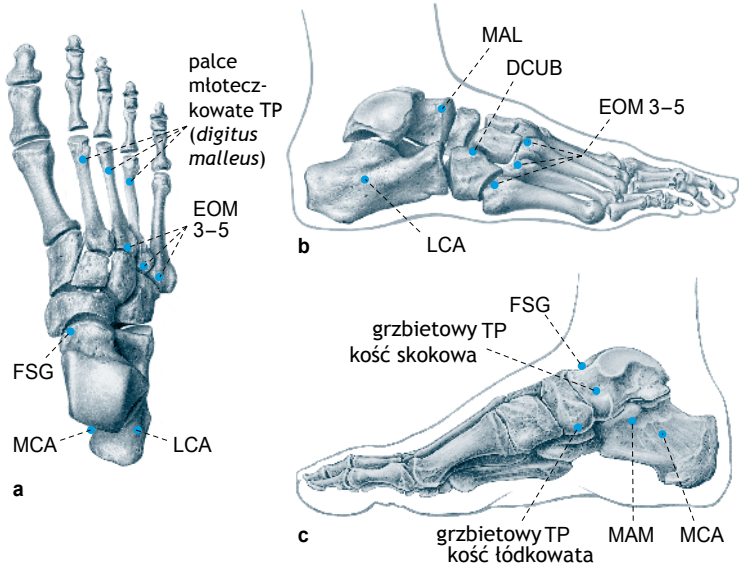 palce
młotecz-
kowate TP
(digitus
malleus)
EOM
3–5
FSG
MCA
LCA
a
MAL
DCUB
EOM 3–5
LCA
b
FSG
grzbietowy TP
kość skokowa
grzbietowy TP
kość łódkowata
MAM
MCA
c